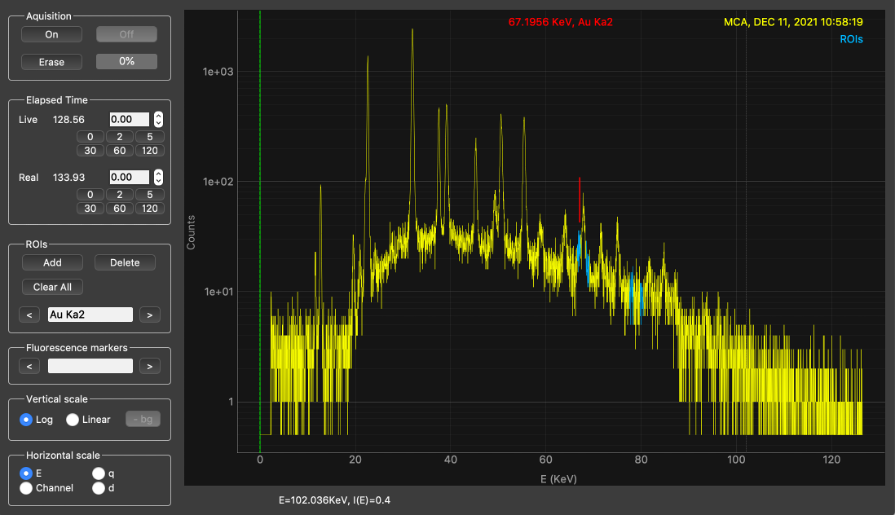 Aquisition
On Off
Erase 0%
Elapsed Time
Live 128.56 0.00
0 2 5
30 60 120
Real 133.93 0.00
0 2 5
30 60 120
ROIs
Add Delete
Clear All
< Au Ka2 >
Fluorescence markers
< >
Vertical scale
Log Linear - bg
Horizontal scale
E q
Channel d
67.1956 KeV, Au Ka2
MCA, DEC 11, 2021 10:58:19
ROIs
1e+03
1e+02
1e+01
1
Counts
0 20 40 60 80 100 120
E (KeV)
E=102.036KeV, I(E)=0.4